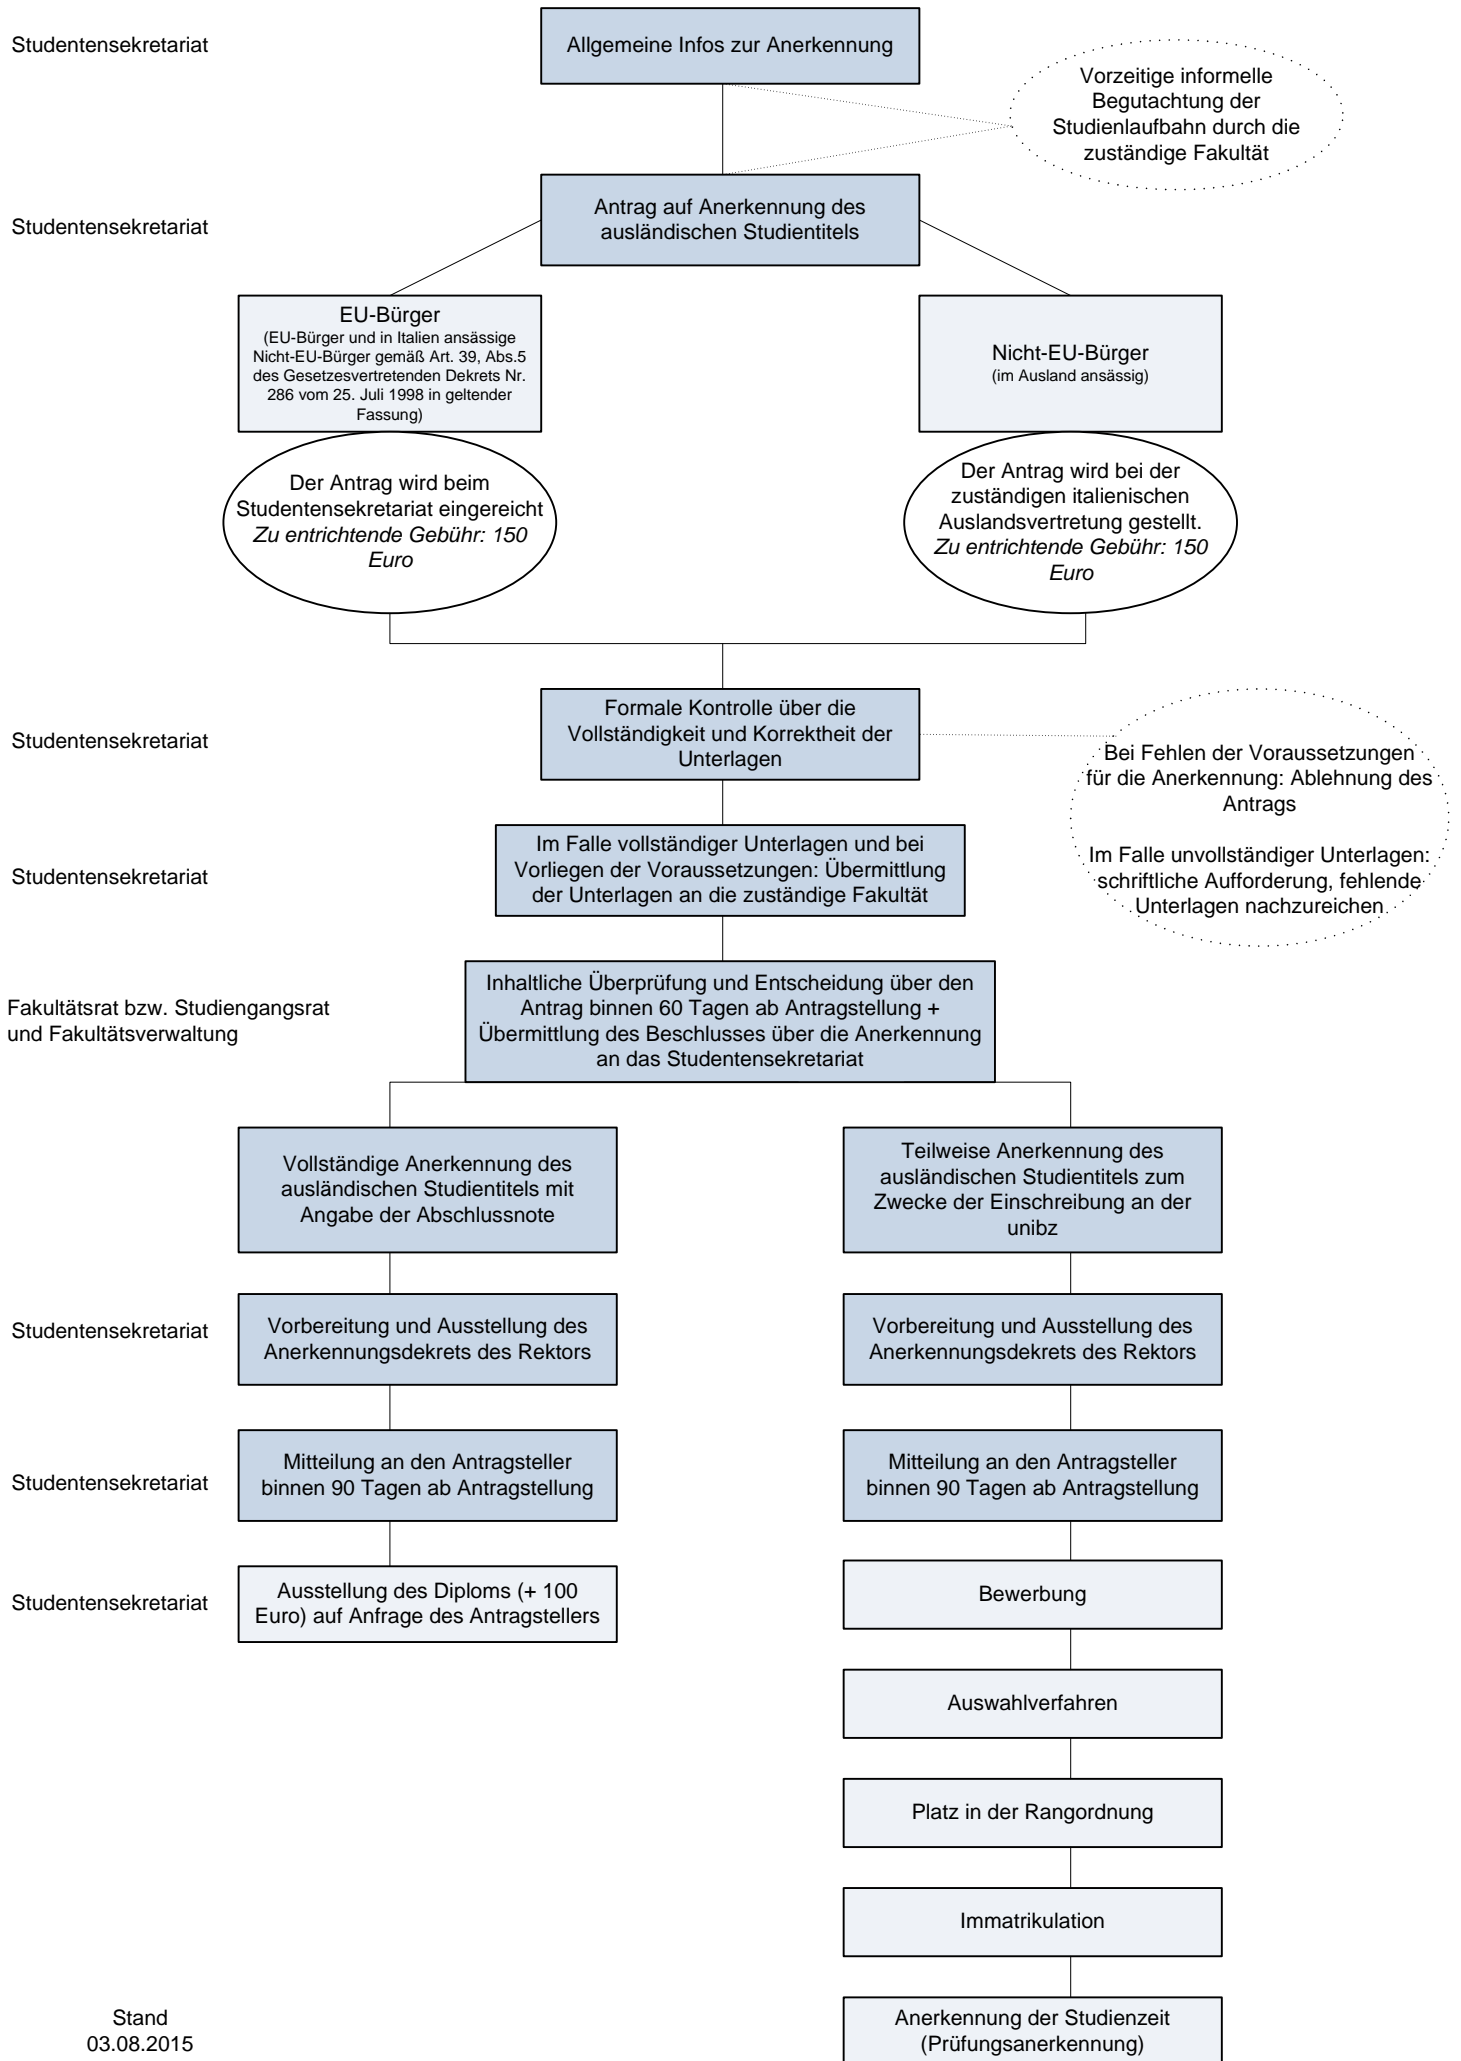 Studentensekretariat
Allgemeine Infos zur Anerkennung
Vorzeitige informelle
Begutachtung der
Studienlaufbahn durch die
zuständige Fakultät
Studentensekretariat
Antrag auf Anerkennung des
ausländischen Studientitels
EU-Bürger
(EU-Bürger und in Italien ansässige
Nicht-EU-Bürger gemäß Art. 39, Abs.5
des Gesetzesvertretenden Dekrets Nr.
286 vom 25. Juli 1998 in geltender
Fassung)
Nicht-EU-Bürger
(im Ausland ansässig)
Der Antrag wird beim
Studentensekretariat eingereicht
Zu entrichtende Gebühr: 150
Euro
Der Antrag wird bei der
zuständigen italienischen
Auslandsvertretung gestellt.
Zu entrichtende Gebühr: 150
Euro
Studentensekretariat
Formale Kontrolle über die
Vollständigkeit und Korrektheit der
Unterlagen
Bei Fehlen der Voraussetzungen
für die Anerkennung: Ablehnung des
Antrags
Im Falle unvollständiger Unterlagen:
schriftliche Aufforderung, fehlende
Unterlagen nachzureichen
Studentensekretariat
Im Falle vollständiger Unterlagen und bei
Vorliegen der Voraussetzungen: Übermittlung
der Unterlagen an die zuständige Fakultät
Fakultätsrat bzw. Studiengangsrat
und Fakultätsverwaltung
Inhaltliche Überprüfung und Entscheidung über den
Antrag binnen 60 Tagen ab Antragstellung +
Übermittlung des Beschlusses über die Anerkennung
an das Studentensekretariat
Vollständige Anerkennung des
ausländischen Studientitels mit
Angabe der Abschlussnote
Teilweise Anerkennung des
ausländischen Studientitels zum
Zwecke der Einschreibung an der
unibz
Studentensekretariat
Vorbereitung und Ausstellung des
Anerkennungsdekrets des Rektors
Vorbereitung und Ausstellung des
Anerkennungsdekrets des Rektors
Studentensekretariat
Mitteilung an den Antragsteller
binnen 90 Tagen ab Antragstellung
Mitteilung an den Antragsteller
binnen 90 Tagen ab Antragstellung
Studentensekretariat
Ausstellung des Diploms (+ 100
Euro) auf Anfrage des Antragstellers
Bewerbung
Auswahlverfahren
Platz in der Rangordnung
Immatrikulation
Anerkennung der Studienzeit
(Prüfungsanerkennung)
Stand
03.08.2015